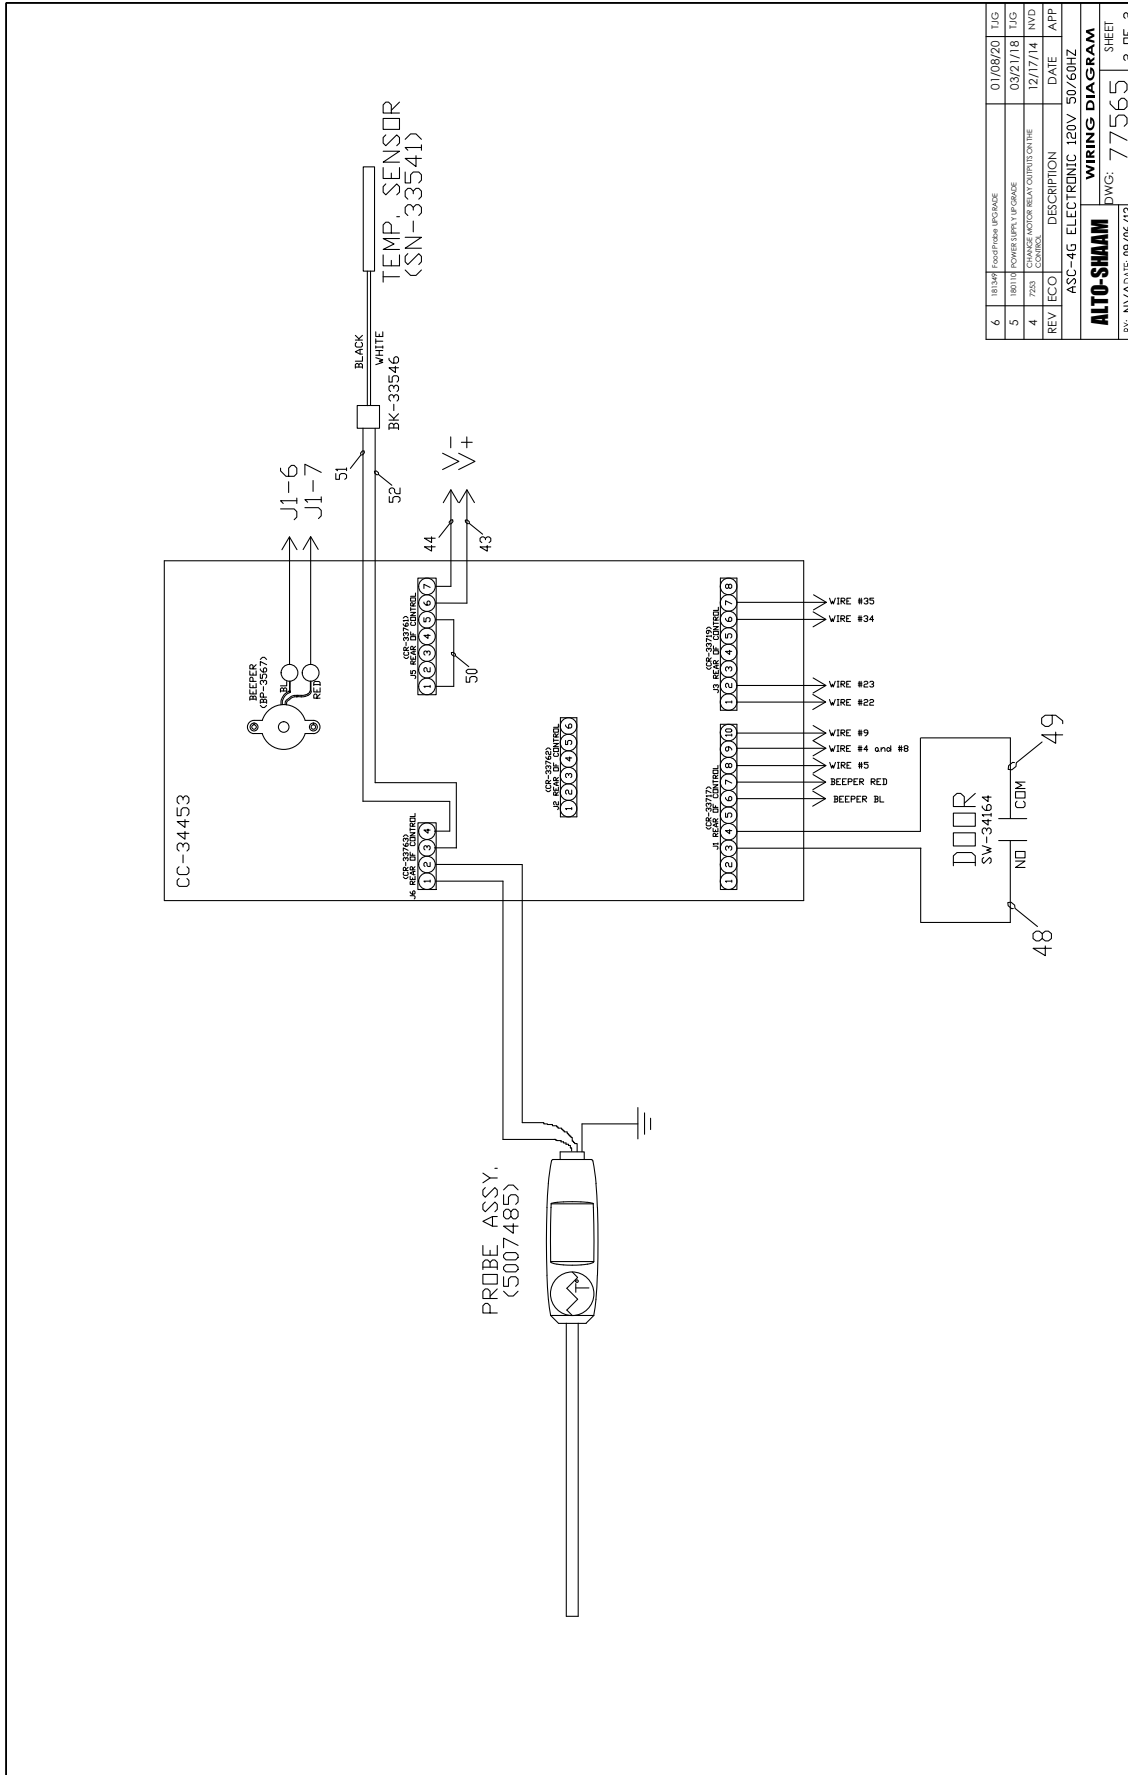 PROBE ASSY.
(5007485)
CC-34453
BEEPER
(BP-3567)
BL
RED
J1-6
J1-7
51
52
BLACK
WHITE
BK-33546
TEMP. SENSOR
(SN-33541)
(CR-33763)
J6 REAR OF CONTROL
1 2 3 4
(CR-33761)
J5 REAR OF CONTROL
1 2 3 4 5 6 7
50
44
43
V-
V+
(CR-33762)
J2 REAR OF CONTROL
1 2 3 4 5 6
(CR-33717)
J1 REAR OF CONTROL
1 2 3 4 5 6 7 8 9 10
(CR-33719)
J3 REAR OF CONTROL
1 2 3 4 5 6 7 8
WIRE #35
WIRE #34
WIRE #23
WIRE #22
WIRE #9
WIRE #4 and #8
WIRE #5
BEEPER RED
BEEPER BL
DOOR
SW-34164
NO
COM
48
49
6 181349 Food Probe UPGRADE 01/08/20 TJG
5 180110 POWER SUPPLY UPGRADE 03/21/18 TJG
4 7253 CHANGE MOTOR RELAY OUTPUTS ON THE CONTROL 12/17/14 NVD
REV ECO DESCRIPTION DATE APP
ASC-4G ELECTRONIC 120V 50/60HZ
ALTO-SHAAM
WIRING DIAGRAM
DWG: 77565
SHEET